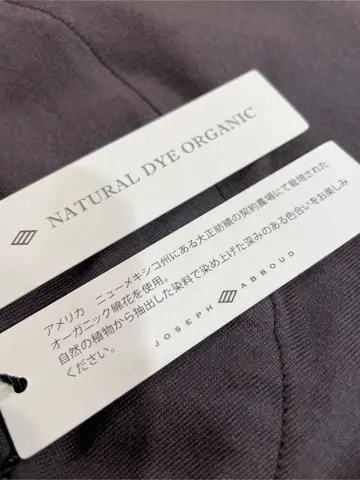 NATURAL DYE ORGANIC
アメリカ ニューメキシコ州にある大正紡績の契約農場にて栽培された
オーガニック綿花を使用。
自然の植物から抽出した染料で染め上げた深みのある色合いをお楽しみ
ください。
JOSEPH ABBOUD